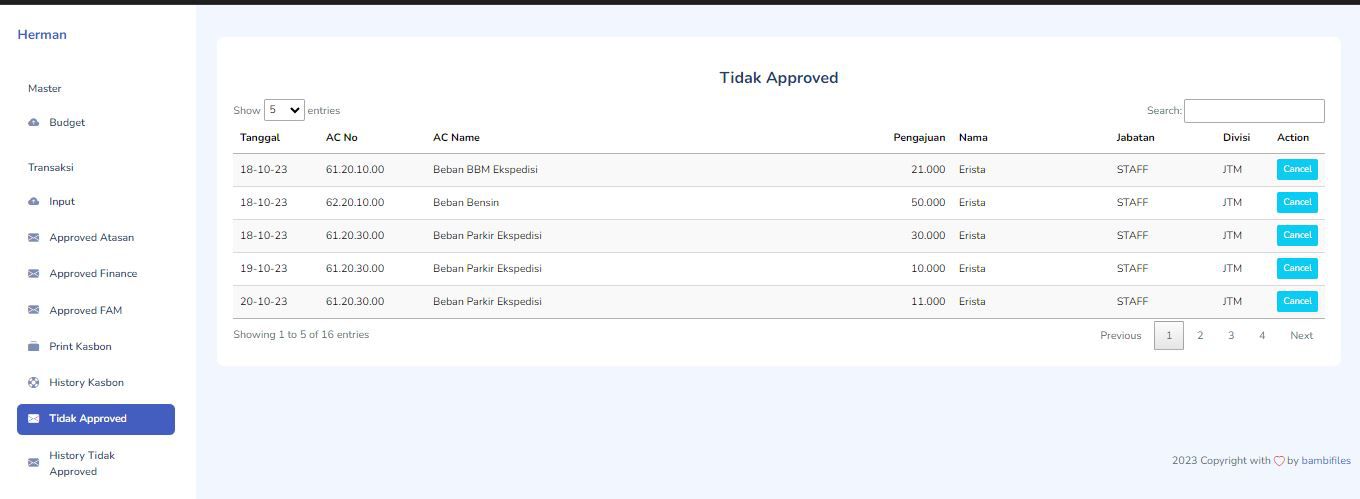 Herman
Master
Budget
Transaksi
Input
Approved Atasan
Approved Finance
Approved FAM
Print Kasbon
History Kasbon
Tidak Approved
History Tidak
Approved
Tidak Approved
Show 5 entries Search:
Tanggal AC No AC Name Pengajuan Nama Jabatan Divisi Action
18-10-23 61.20.10.00 Beban BBM Ekspedisi 21.000 Erista STAFF JTM Cancel
18-10-23 62.20.10.00 Beban Bensin 50.000 Erista STAFF JTM Cancel
18-10-23 61.20.30.00 Beban Parkir Ekspedisi 30.000 Erista STAFF JTM Cancel
19-10-23 61.20.30.00 Beban Parkir Ekspedisi 10.000 Erista STAFF JTM Cancel
20-10-23 61.20.30.00 Beban Parkir Ekspedisi 11.000 Erista STAFF JTM Cancel
Showing 1 to 5 of 16 entries Previous 1 2 3 4 Next
2023 Copyright with by bambifiles